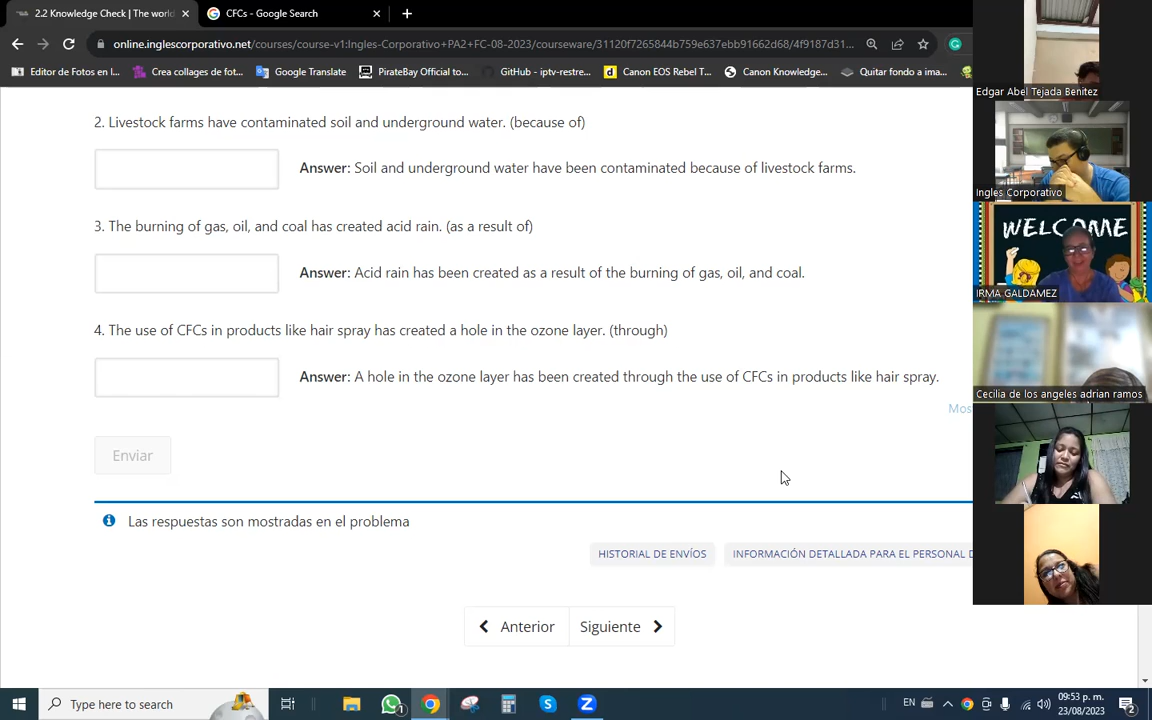 2.2 Knowledge Check | The world
CFCs - Google Search
online.inglescorporativo.net/courses/course-v1:Ingles-Corporativo+PA2+FC-08-2023/courseware/31120f7265844b759e637ebb91662d68/4f9187d31...
Editor de Fotos en l...
Crea collages de fot...
Google Translate
PirateBay Official to...
GitHub - iptv-restre...
Canon EOS Rebel T...
Canon Knowledge...
Quitar fondo a ima...
2. Livestock farms have contaminated soil and underground water. (because of)
Answer: Soil and underground water have been contaminated because of livestock farms.
3. The burning of gas, oil, and coal has created acid rain. (as a result of)
Answer: Acid rain has been created as a result of the burning of gas, oil, and coal.
4. The use of CFCs in products like hair spray has created a hole in the ozone layer. (through)
Answer: A hole in the ozone layer has been created through the use of CFCs in products like hair spray.
Mos
Enviar
Las respuestas son mostradas en el problema
HISTORIAL DE ENVÍOS
INFORMACIÓN DETALLADA PARA EL PERSONAL D
Anterior
Siguiente
Edgar Abel Tejada Benitez
Ingles Corporativo
WELCOME
IRMA GALDAMEZ
Cecilia de los angeles adrian ramos
Type here to search
1
EN
09:53 p. m.
23/08/2023
2